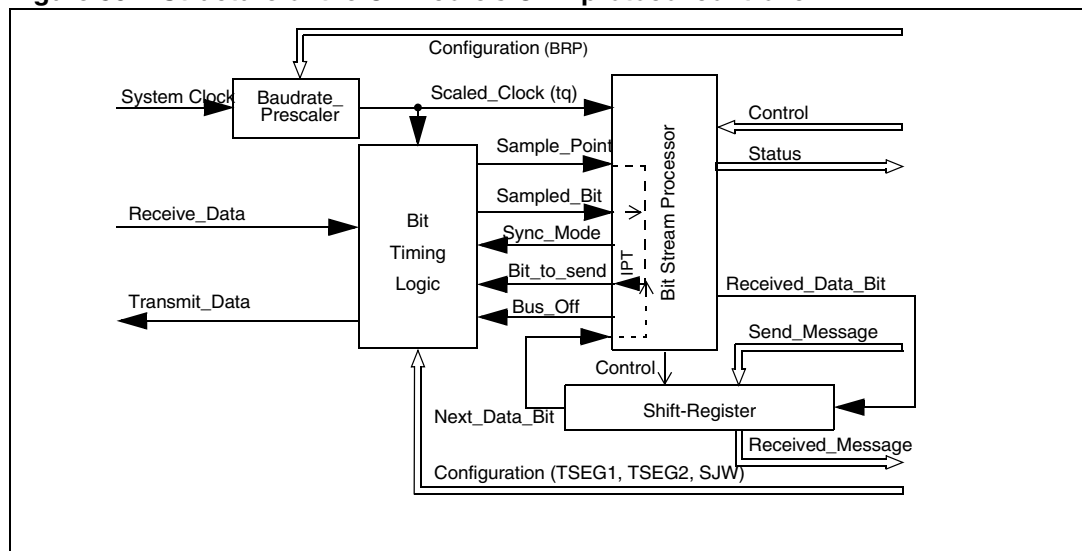 Configuration (BRP)
System Clock
Baudrate_
Prescaler
Scaled_Clock (tq)
Control
Sample_Point
Status
Sampled_Bit
Receive_Data
Bit
Timing
Logic
Sync_Mode
IPT
Bit Stream Processor
Bit_to_send
Received_Data_Bit
Transmit_Data
Bus_Off
Send_Message
Control
Next_Data_Bit
Shift-Register
Received_Message
Configuration (TSEG1, TSEG2, SJW)